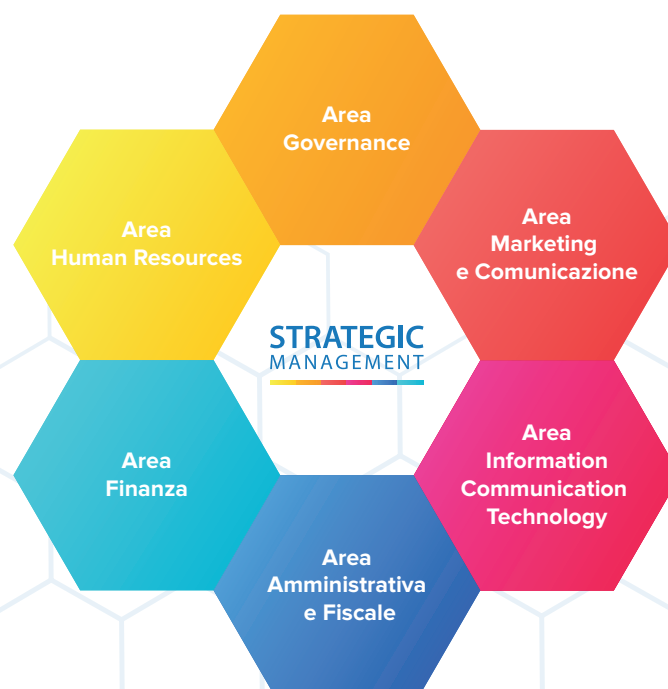 Area
Governance
Area
Human Resources
Area
Marketing
e Comunicazione
STRATEGIC
MANAGEMENT
Area
Finanza
Area
Information
Communication
Technology
Area
Amministrativa
e Fiscale